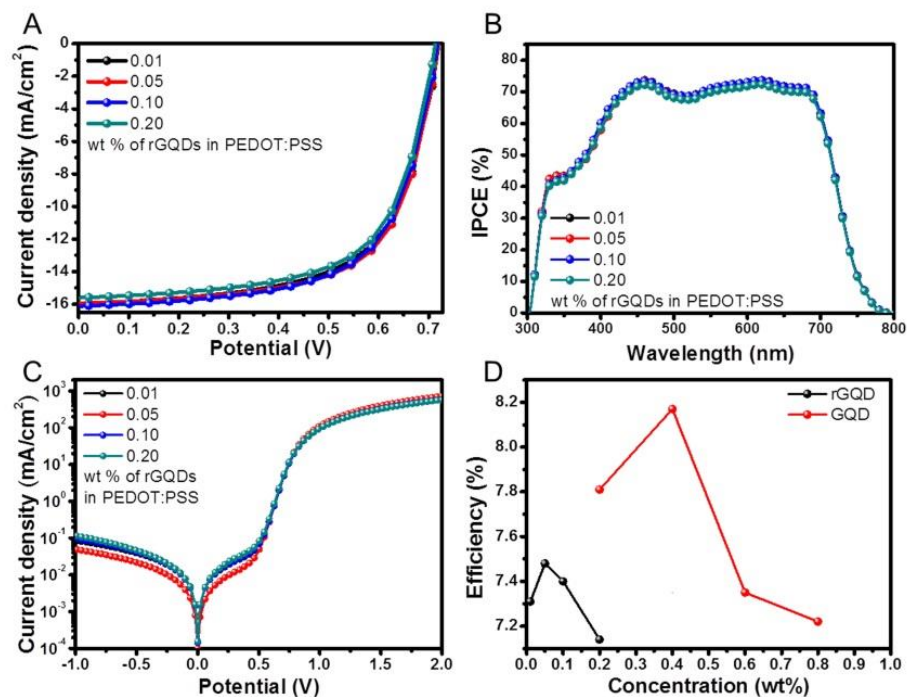 A
Current density (mA/cm²)
0
-2
-4
-6
-8
-10
-12
-14
-16
0.01
0.05
0.10
0.20
wt % of rGQDs in PEDOT:PSS
0.0 0.1 0.2 0.3 0.4 0.5 0.6 0.7
Potential (V)
B
IPCE (%)
100
90
80
70
60
50
40
30
20
10
0
0.01
0.05
0.10
0.20
wt % of rGQDs in PEDOT:PSS
300 400 500 600 700 800
Wavelength (nm)
C
Current density (mA/cm²)
10³
10²
10¹
10⁰
10⁻¹
10⁻²
10⁻³
10⁻⁴
0.01
0.05
0.10
0.20
wt % of rGQDs
in PEDOT:PSS
-1.0 -0.5 0.0 0.5 1.0 1.5 2.0
Potential (V)
D
Efficiency (%)
8.2
8.0
7.8
7.6
7.4
7.2
rGQD
GQD
0.0 0.1 0.2 0.3 0.4 0.5 0.6 0.7 0.8 0.9 1.0
Concentration (wt%)